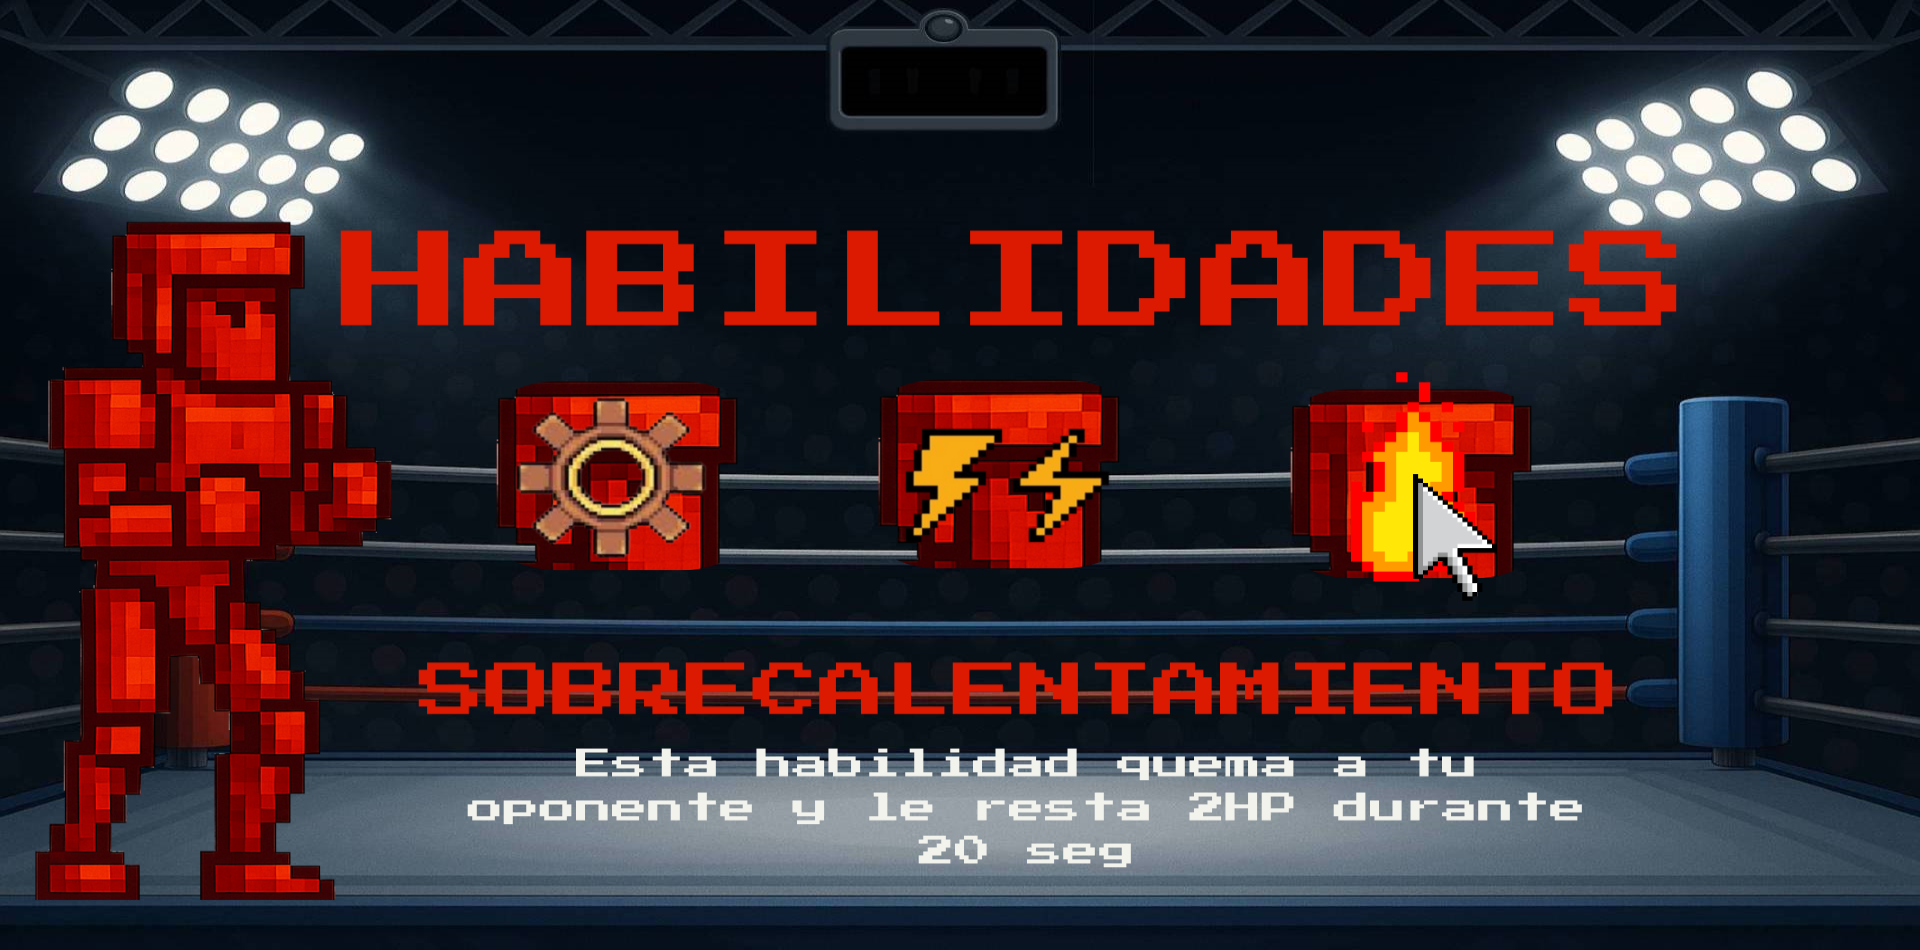 HABILIDADES
SOBRECALENTAMIENTO
Esta habilidad quema a tu
oponente y le resta 2HP durante
20 seg